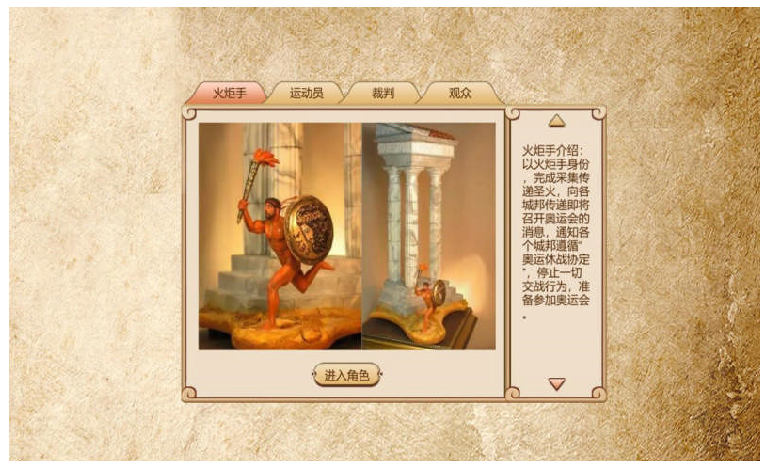 火炬手
运动员
裁判
观众
火炬手介绍：
以火炬手身份
，完成采集传
递圣火，向各
城邦传递即将
召开奥运会的
消息，通知各
个城邦遵循"
奥运休战协定
"，停止一切
交战行为，准
备参加奥运会
。
进入角色